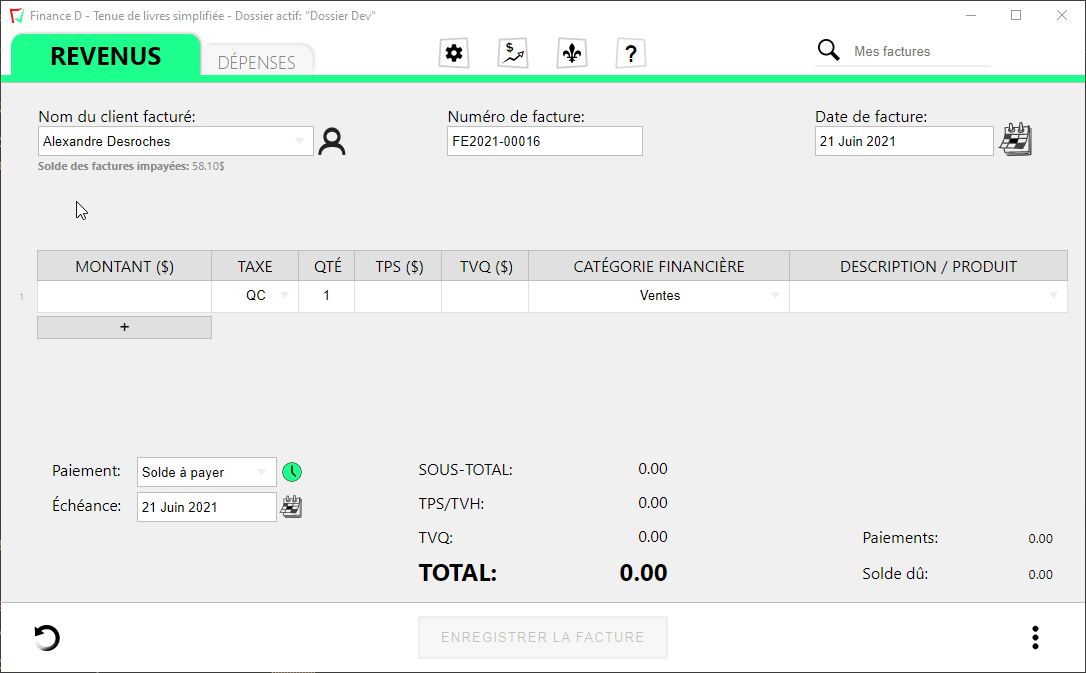 Finance D - Tenue de livres simplifiée - Dossier actif: "Dossier Dev"
REVENUS
DÉPENSES
$
?
Mes factures
Nom du client facturé:
Numéro de facture:
Date de facture:
Alexandre Desroches
FE2021-00016
21 Juin 2021
Solde des factures impayées: 58.10$
MONTANT ($) TAXE QTÉ TPS ($) TVQ ($) CATÉGORIE FINANCIÈRE DESCRIPTION / PRODUIT
1 QC 1 Ventes
+
Paiement: Solde à payer
Échéance: 21 Juin 2021
SOUS-TOTAL: 0.00
TPS/TVH: 0.00
TVQ: 0.00
TOTAL: 0.00
Paiements: 0.00
Solde dû: 0.00
ENREGISTRER LA FACTURE